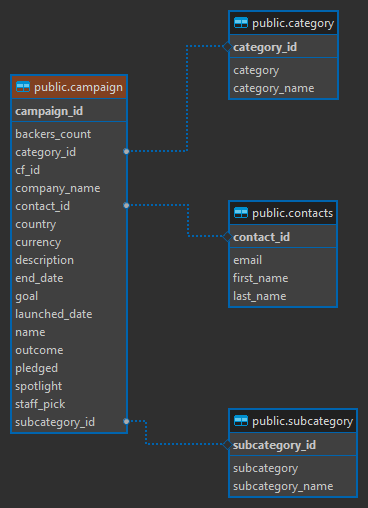 public.category
category_id
category
category_name
public.campaign
campaign_id
backers_count
category_id
cf_id
company_name
contact_id
country
currency
description
end_date
goal
launched_date
name
outcome
pledged
spotlight
staff_pick
subcategory_id
public.contacts
contact_id
email
first_name
last_name
public.subcategory
subcategory_id
subcategory
subcategory_name